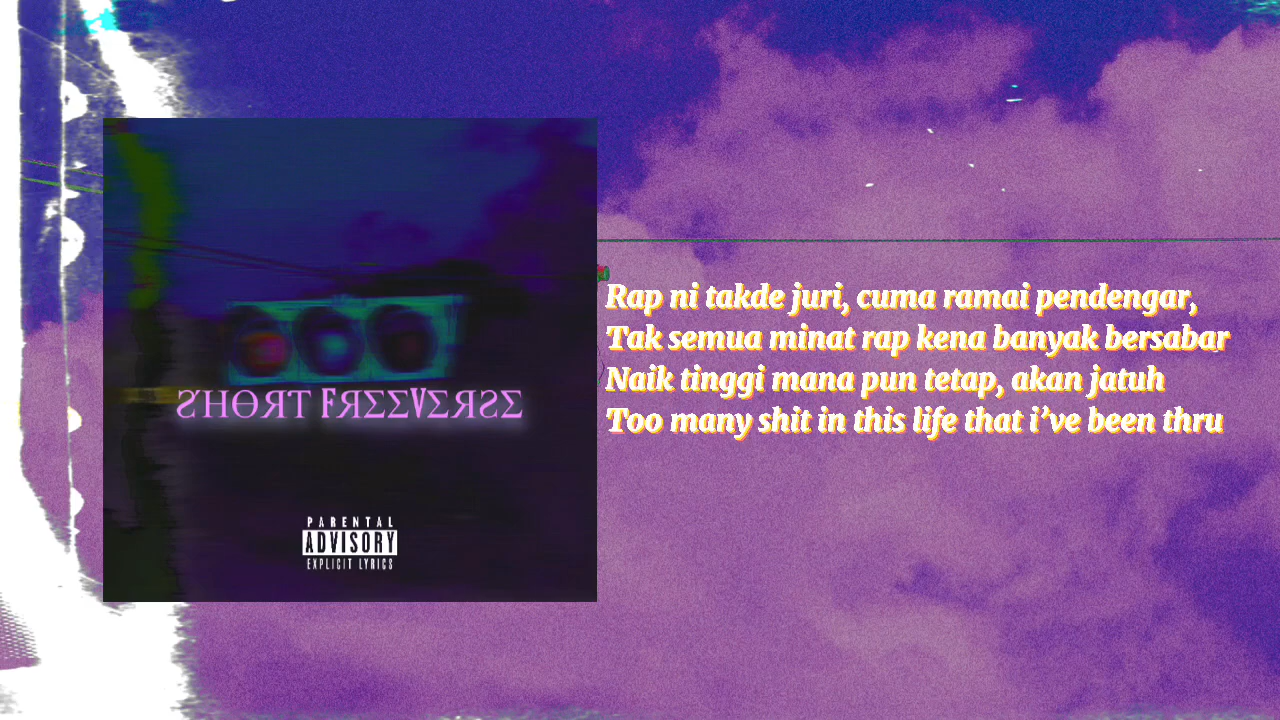 SHORT FREEVERSE
PARENTAL
ADVISORY
EXPLICIT LYRICS
Rap ni takde juri, cuma ramai pendengar,
Tak semua minat rap kena banyak bersabar
Naik tinggi mana pun tetap, akan jatuh
Too many shit in this life that i've been thru